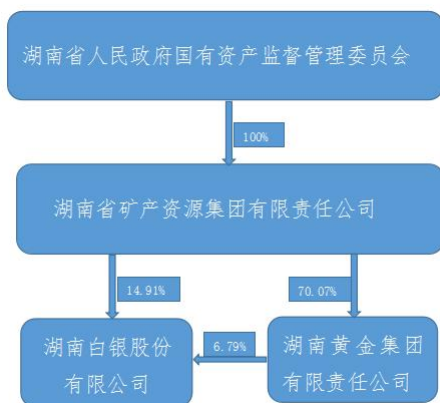 湖南省人民政府国有资产监督管理委员会
100%
湖南省矿产资源集团有限责任公司
14.91%
70.07%
湖南白银股份
有限公司
6.79%
湖南黄金集团
有限责任公司